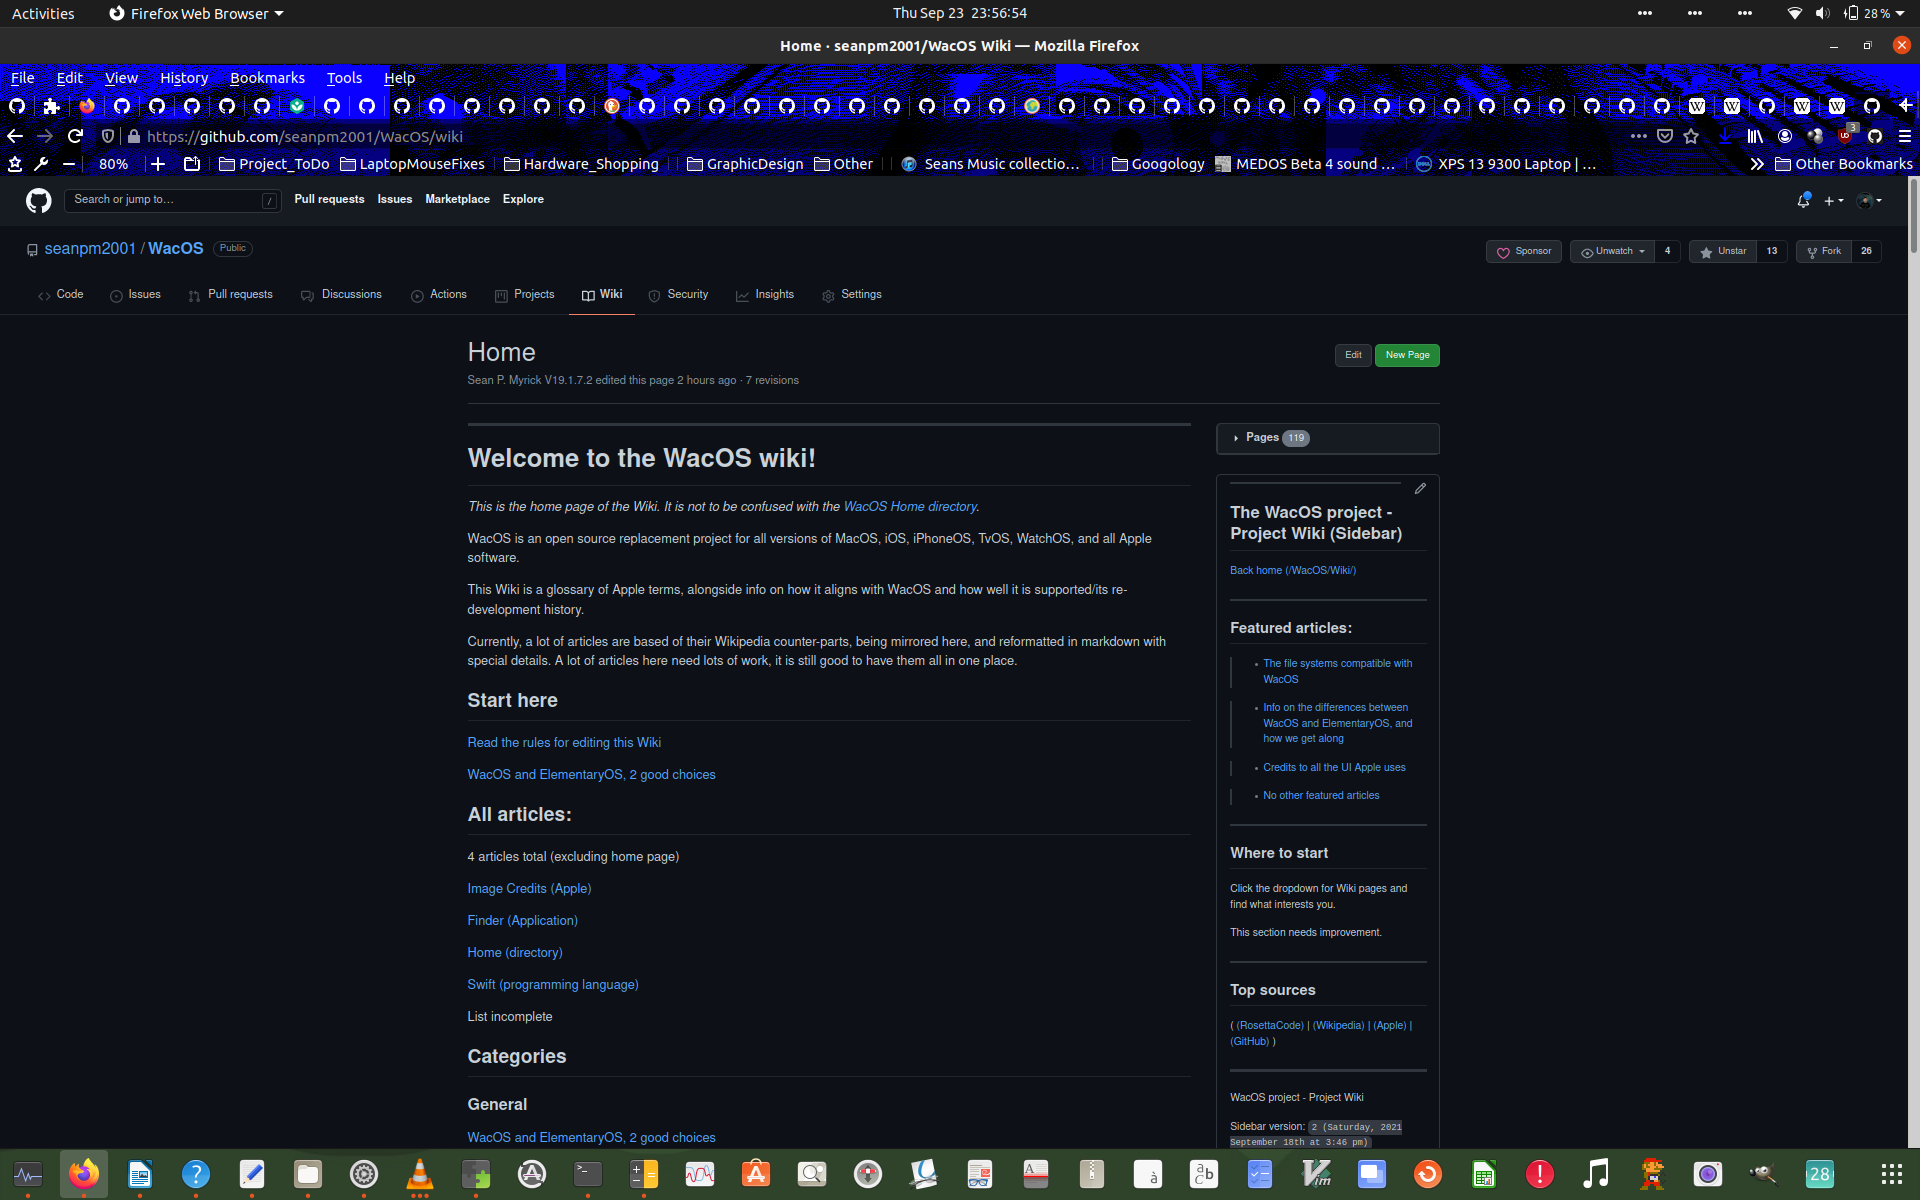 Activities
Firefox Web Browser
Thu Sep 23 23:56:54
28 %
Home · seanpm2001/WacOS Wiki — Mozilla Firefox
File Edit View History Bookmarks Tools Help
https://github.com/seanpm2001/WacOS/wiki
3
80%
Project_ToDo
LaptopMouseFixes
Hardware_Shopping
GraphicDesign
Other
Seans Music collectio…
Googology
MEDOS Beta 4 sound …
XPS 13 9300 Laptop | …
Other Bookmarks
Search or jump to…
/
Pull requests Issues Marketplace Explore
seanpm2001 / WacOS
Public
Sponsor
Unwatch 4
Unstar 13
Fork 26
Code
Issues
Pull requests
Discussions
Actions
Projects
Wiki
Security
Insights
Settings
Home
Edit
New Page
Sean P. Myrick V19.1.7.2 edited this page 2 hours ago · 7 revisions
Welcome to the WacOS wiki!
This is the home page of the Wiki. It is not to be confused with the WacOS Home directory.
WacOS is an open source replacement project for all versions of MacOS, iOS, iPhoneOS, TvOS, WatchOS, and all Apple
software.
This Wiki is a glossary of Apple terms, alongside info on how it aligns with WacOS and how well it is supported/its re-
development history.
Currently, a lot of articles are based of their Wikipedia counter-parts, being mirrored here, and reformatted in markdown with
special details. A lot of articles here need lots of work, it is still good to have them all in one place.
Start here
Read the rules for editing this Wiki
WacOS and ElementaryOS, 2 good choices
All articles:
4 articles total (excluding home page)
Image Credits (Apple)
Finder (Application)
Home (directory)
Swift (programming language)
List incomplete
Categories
General
WacOS and ElementaryOS, 2 good choices
Pages 119
The WacOS project -
Project Wiki (Sidebar)
Back home (/WacOS/Wiki/)
Featured articles:
• The file systems compatible with
WacOS
• Info on the differences between
WacOS and ElementaryOS, and
how we get along
• Credits to all the UI Apple uses
• No other featured articles
Where to start
Click the dropdown for Wiki pages and
find what interests you.
This section needs improvement.
Top sources
( (RosettaCode) | (Wikipedia) | (Apple) |
(GitHub) )
WacOS project - Project Wiki
Sidebar version: 2 (Saturday, 2021
September 18th at 3:46 pm)
28